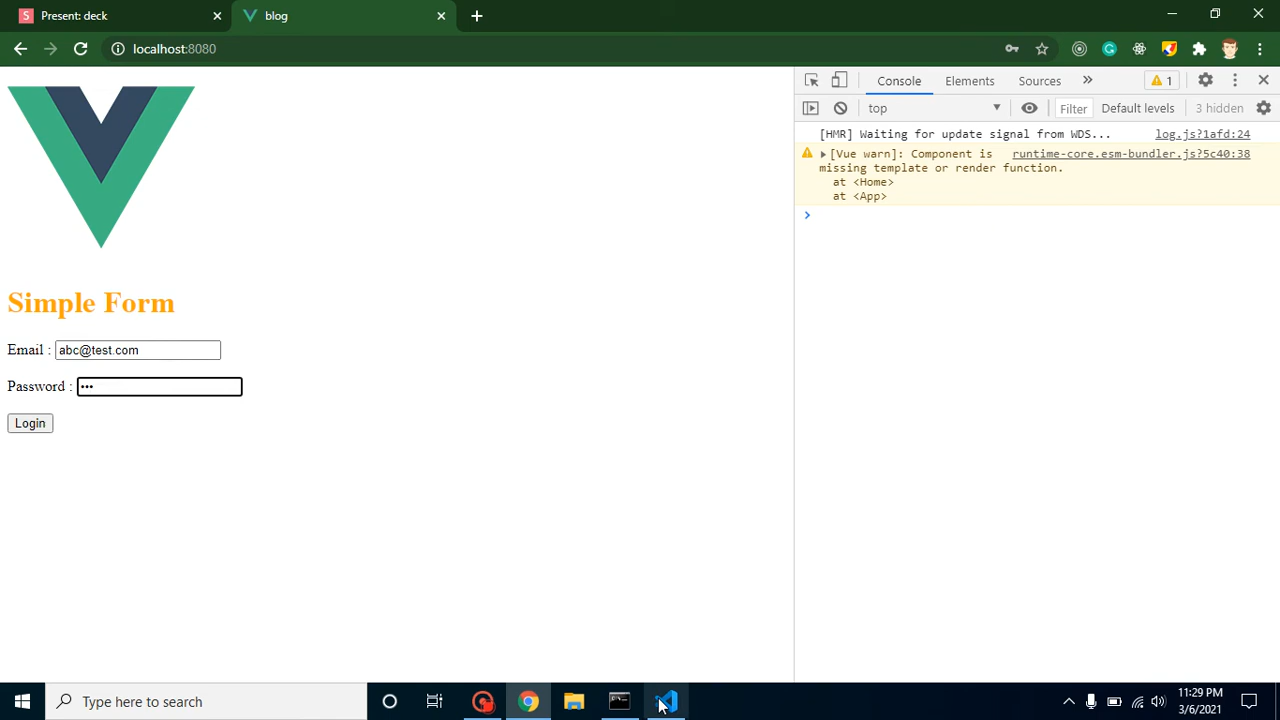 S Present: deck
blog
localhost:8080
1
Console
Elements
Sources
top
Filter
Default levels
3 hidden
[HMR] Waiting for update signal from WDS...
log.js?1afd:24
[Vue warn]: Component is
runtime-core.esm-bundler.js?5c40:38
missing template or render function.
at <Home>
at <App>
Simple Form
Email : abc@test.com
Password : •••
Login
Type here to search
11:29 PM
3/6/2021